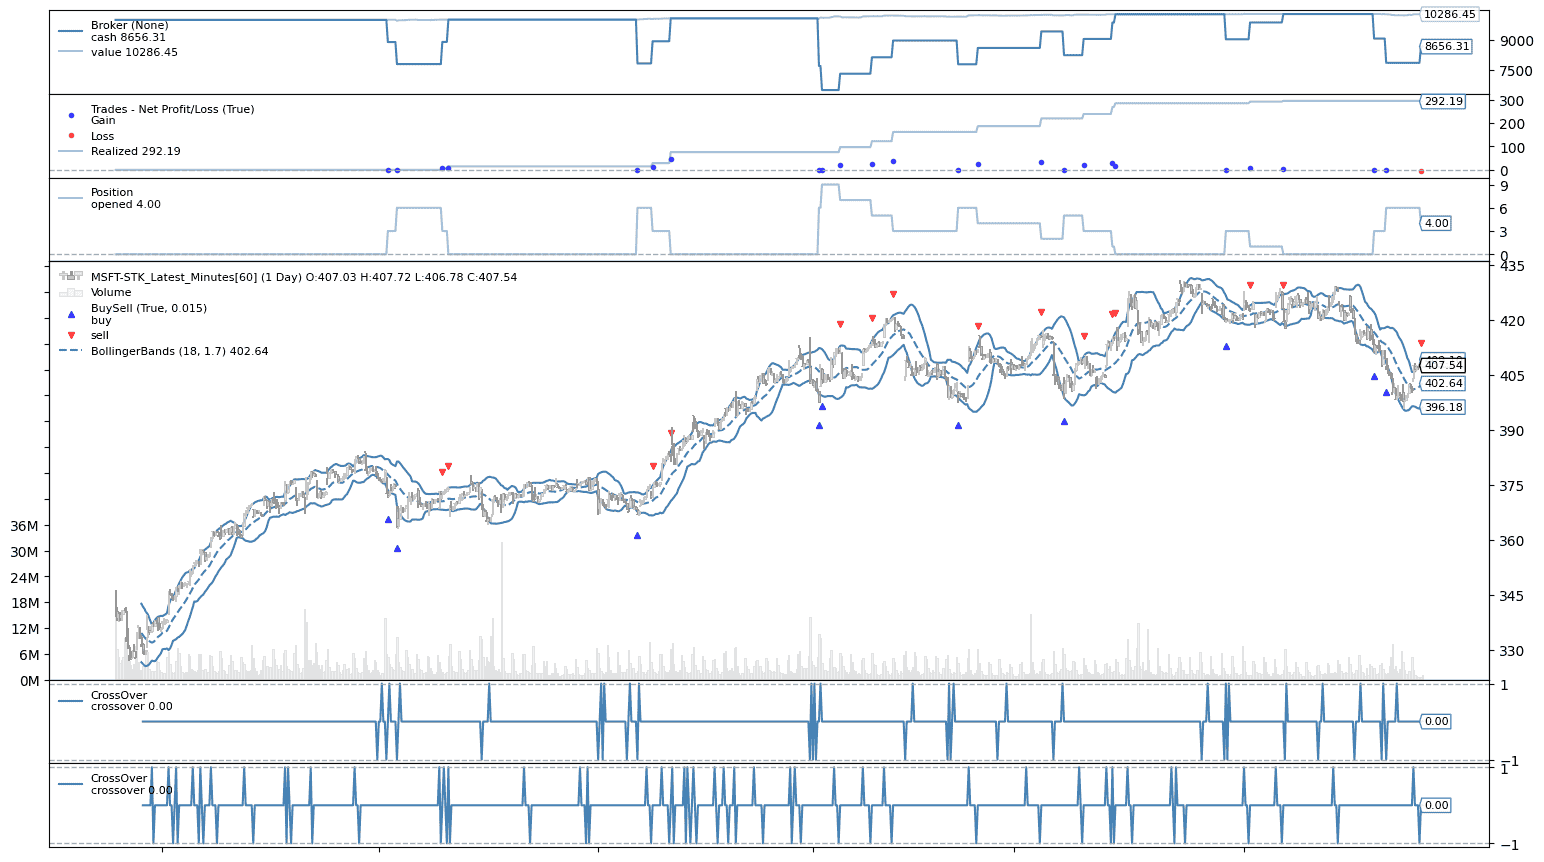 Broker (None)
cash 8656.31
value 10286.45
10286.45
9000
8656.31
7500
Trades - Net Profit/Loss (True)
Gain
Loss
Realized 292.19
300
292.19
200
100
0
Position
opened 4.00
9
6
4.00
3
0
MSFT-STK_Latest_Minutes[60] (1 Day) O:407.03 H:407.72 L:406.78 C:407.54
Volume
BuySell (True, 0.015)
buy
sell
BollingerBands (18, 1.7) 402.64
435
420
407.54
405
402.64
396.18
390
375
360
345
330
36M
30M
24M
18M
12M
6M
0M
CrossOver
crossover 0.00
1
0.00
−1
CrossOver
crossover 0.00
1
0.00
−1